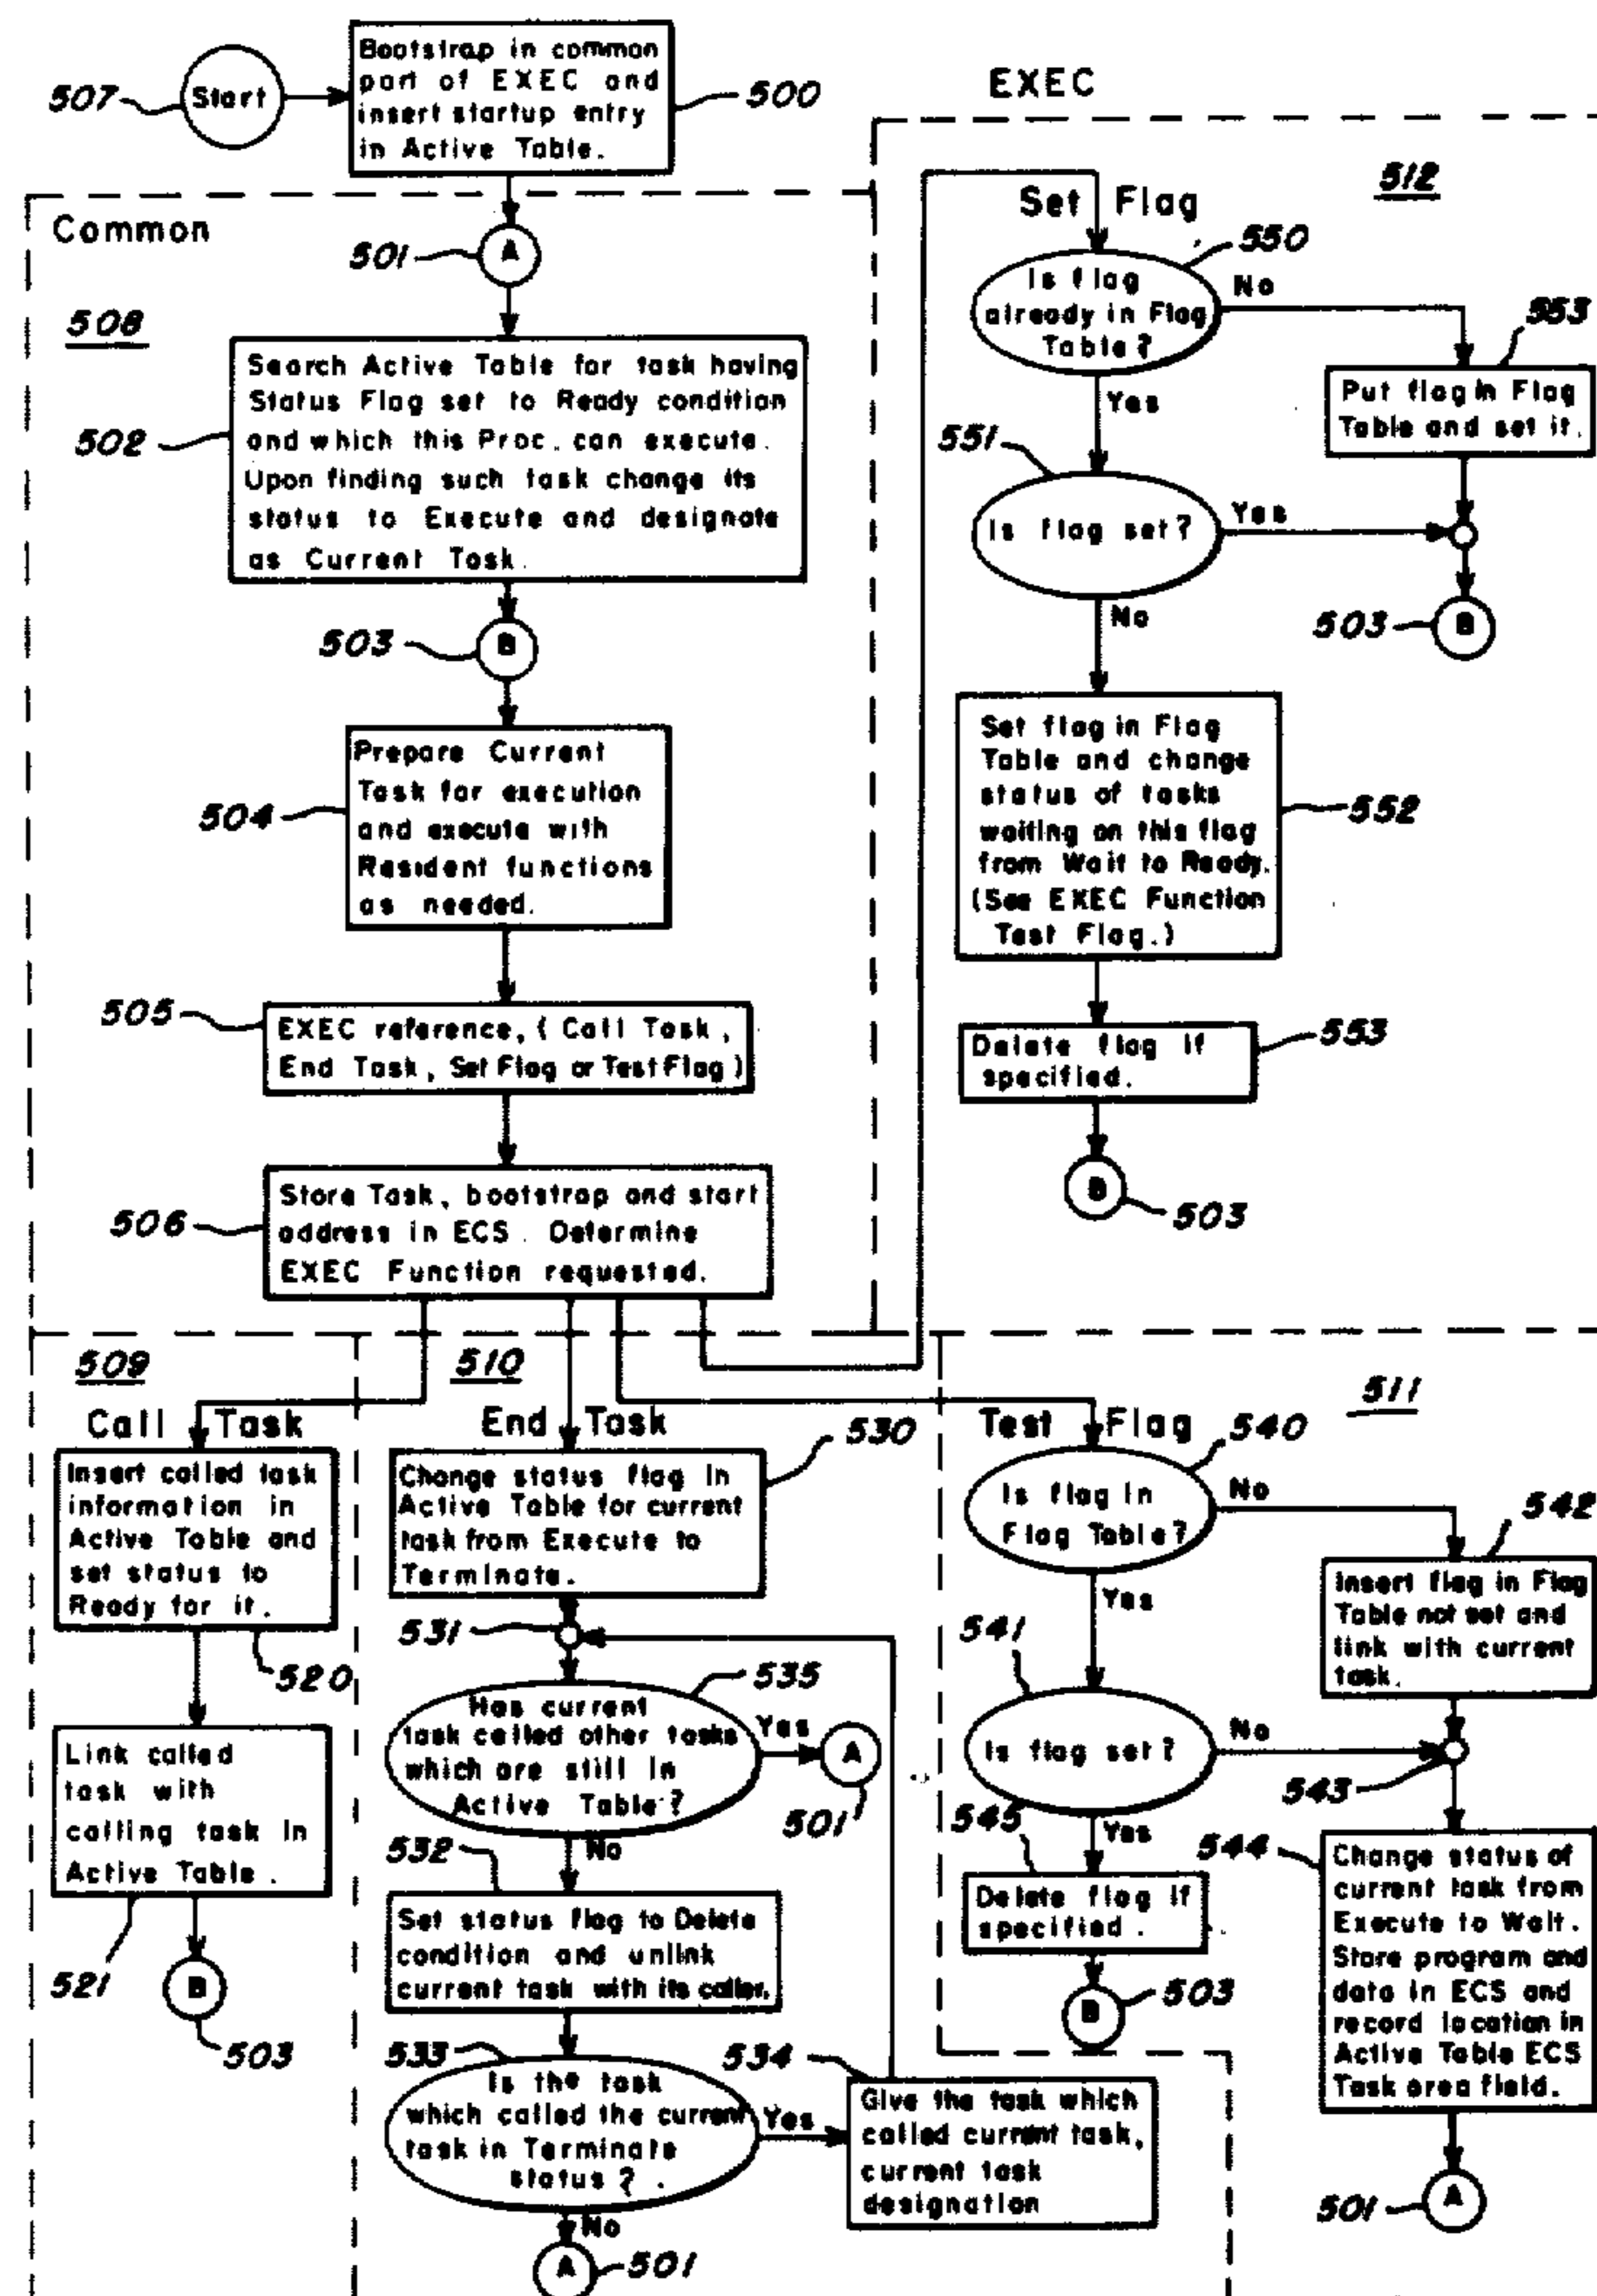 507
Start
Bootstrap in common
part of EXEC and
insert startup entry
in Active Table.
500
EXEC
Common
501
A
508
502
Search Active Table for task having
Status Flag set to Ready condition
and which this Proc. can execute.
Upon finding such task change its
status to Execute and designate
as Current Task.
503
B
504
Prepare Current
Task for execution
and execute with
Resident functions
as needed.
505
EXEC reference, (Call Task,
End Task, Set Flag or Test Flag)
506
Store Task, bootstrap and start
address in ECS. Determine
EXEC Function requested.
512
Set Flag
550
Is flag
already in Flag
Table?
No
553
Put flag in Flag
Table and set it.
Yes
551
Is flag set?
Yes
503
B
No
Set flag in Flag
Table and change
status of tasks
waiting on this flag
from Wait to Ready.
(See EXEC Function
Test Flag.)
552
Delete flag if
specified.
553
B
503
509
Call Task
Insert called task
information in
Active Table and
set status to
Ready for it.
520
Link called
task with
calling task in
Active Table.
521
B
503
510
End Task
530
Change status flag in
Active Table for current
task from Execute to
Terminate.
531
535
Has current
task called other tasks
which are still in
Active Table?
Yes
A
501
532
No
Set status flag to Delete
condition and unlink
current task with its caller.
533
Is the task
which called the current
task in Terminate
status?
Yes
534
Give the task which
called current task,
current task
designation
No
A
501
511
Test Flag
540
Is flag in
Flag Table?
No
542
Insert flag in Flag
Table not set and
link with current
task.
Yes
541
Is flag set?
No
543
545
Yes
Delete flag if
specified.
B
503
544
Change status of
current task from
Execute to Wait.
Store program and
data in ECS and
record location in
Active Table ECS
Task area field.
501
A